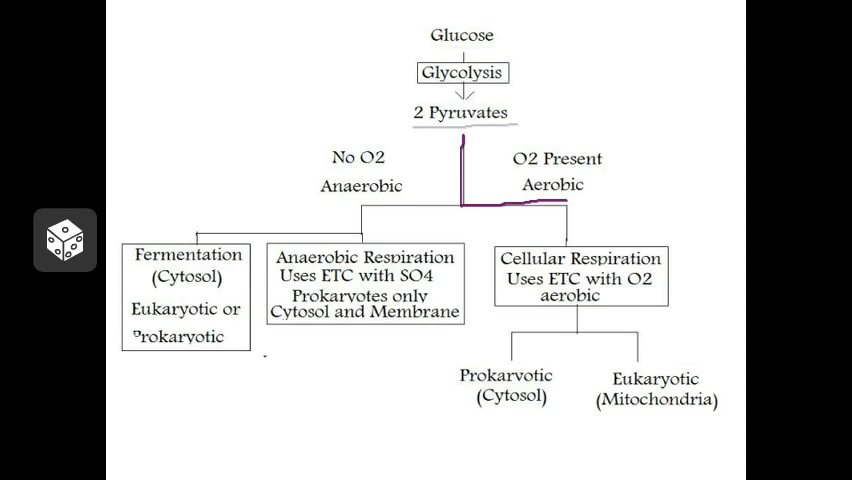 Glucose
Glycolysis
2 Pyruvates
No O2
Anaerobic
O2 Present
Aerobic
Fermentation
(Cytosol)
Eukaryotic or
Prokaryotic
Anaerobic Respiration
Uses ETC with SO4
Prokaryotes only
Cytosol and Membrane
Cellular Respiration
Uses ETC with O2
aerobic
Prokaryotic
(Cytosol)
Eukaryotic
(Mitochondria)